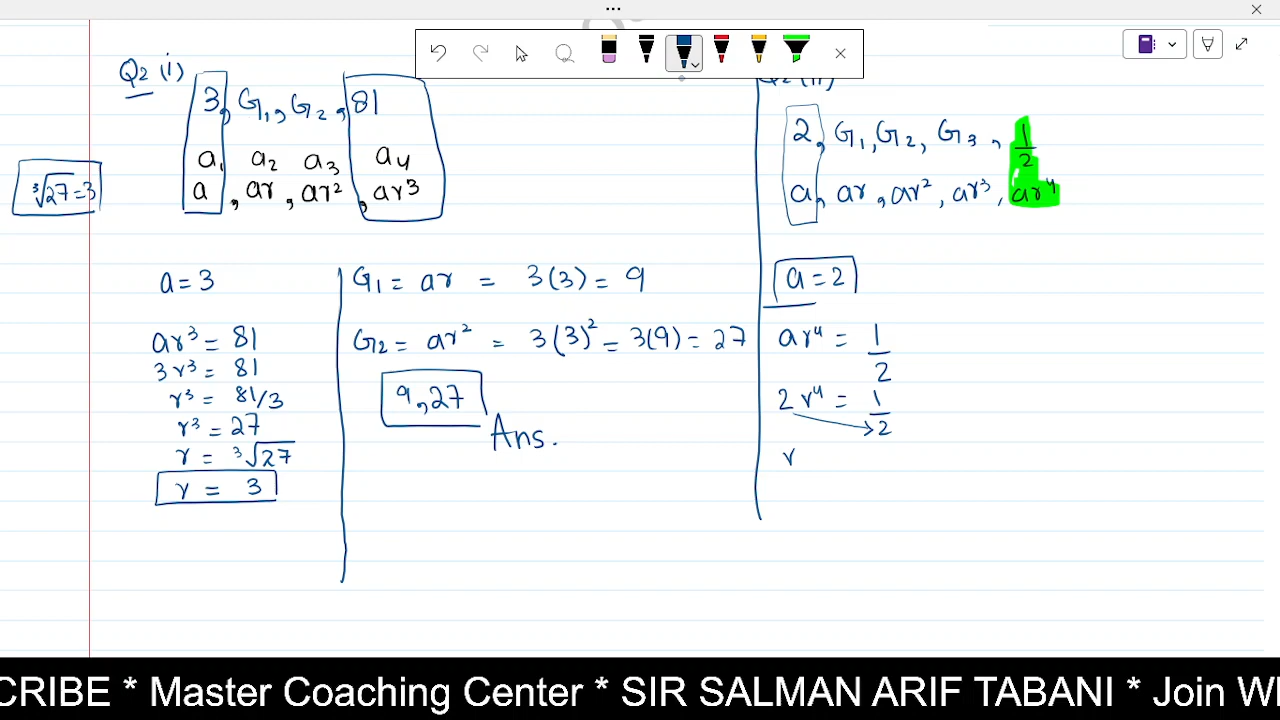 Q2 (i)
3, G1, G2, 81
a1 a2 a3 a4
a, ar, ar², ar³
³√27 = 3
a = 3
ar³ = 81
3r³ = 81
r³ = 81/3
r³ = 27
r = ³√27
r = 3
G1 = ar = 3(3) = 9
G2 = ar² = 3(3)² = 3(9) = 27
9, 27
Ans.
2, G1, G2, G3, 1/2
a, ar, ar², ar³, ar⁴
a = 2
ar⁴ = 1/2
2r⁴ = 1/2
r
CRIBE * Master Coaching Center * SIR SALMAN ARIF TABANI * Join W